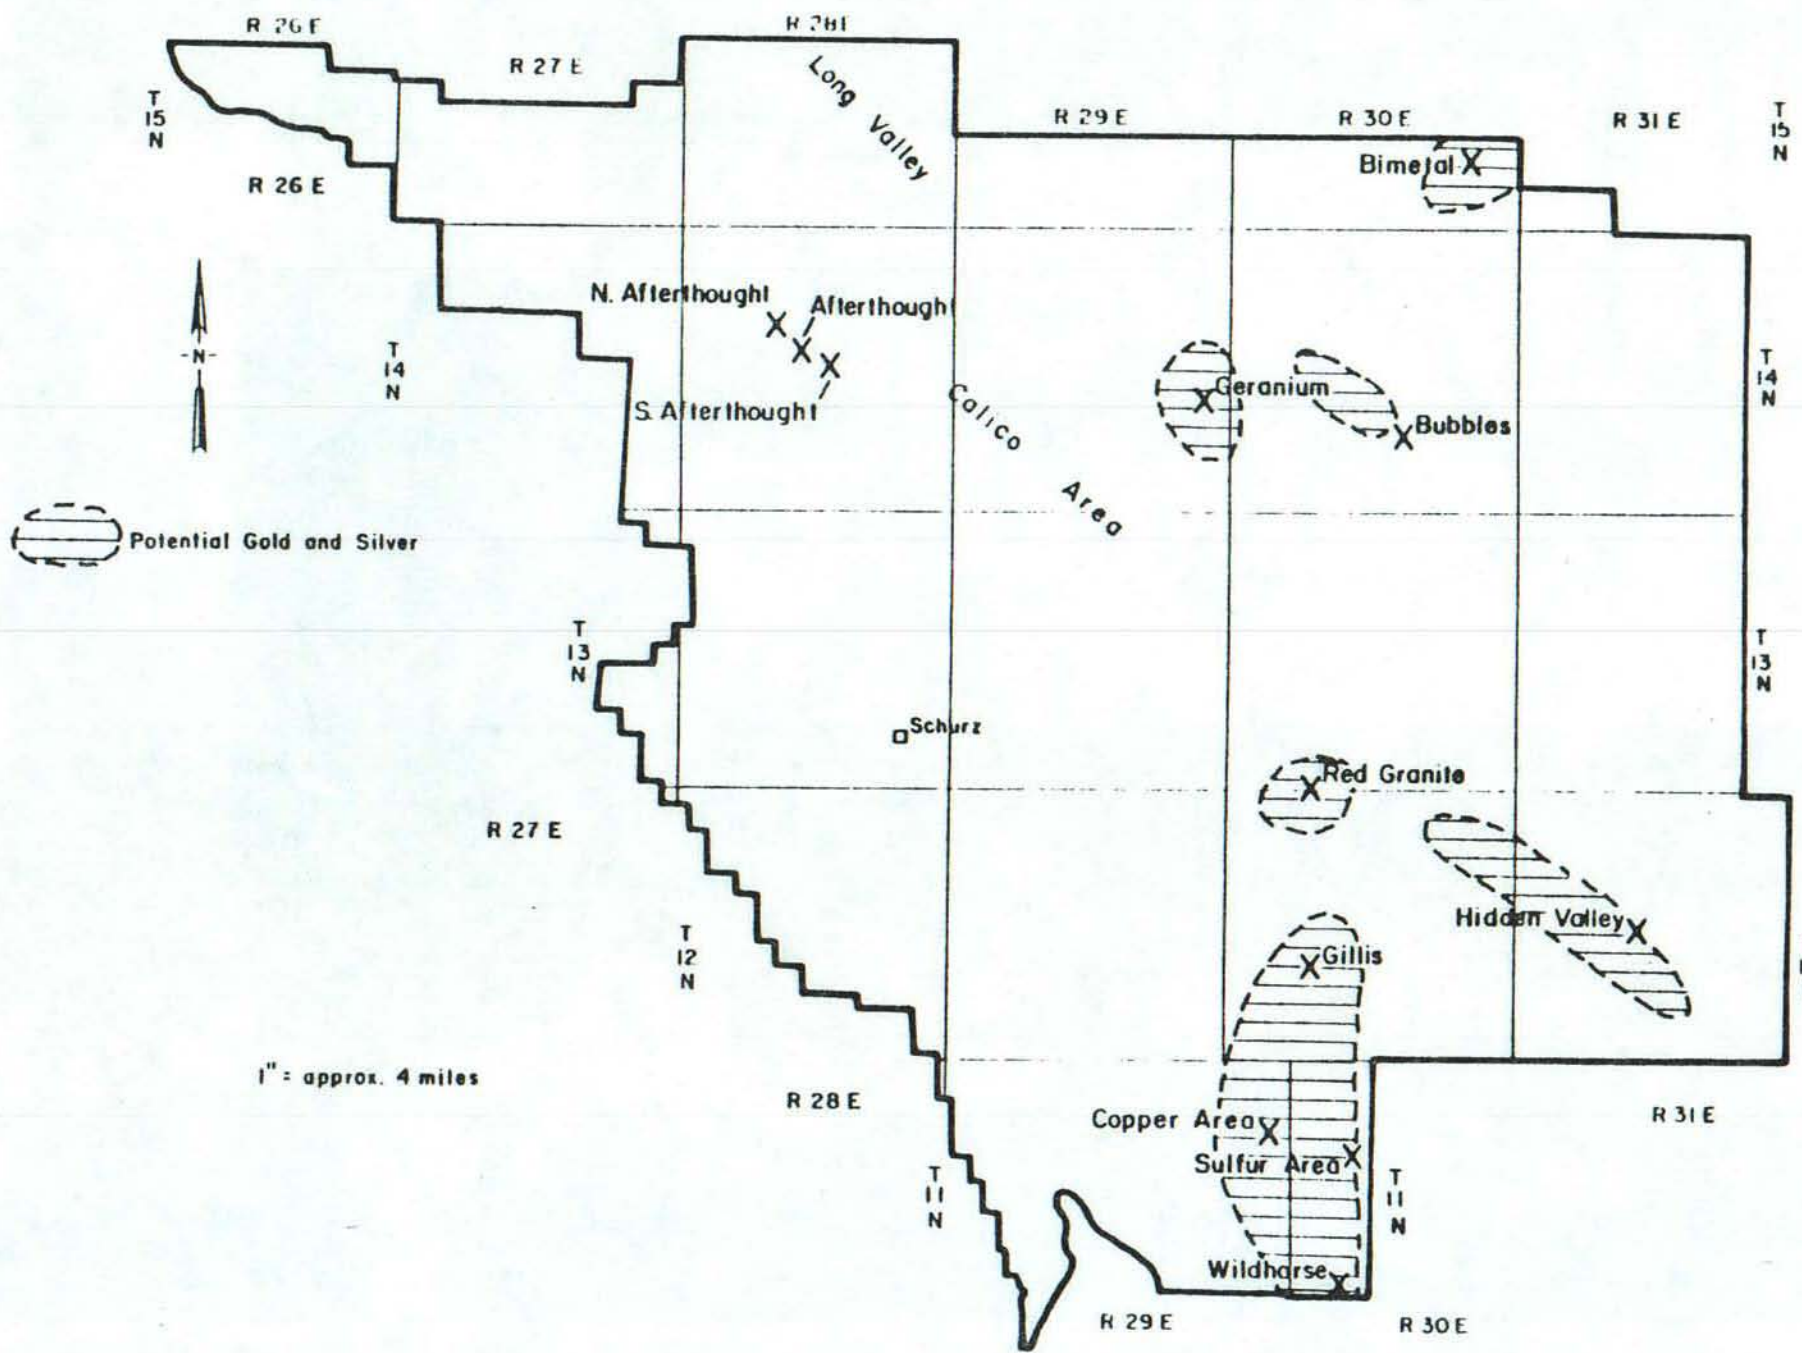 R 26 E
R 28 E
R 27 E
Long
Valley
R 29 E
R 30 E
R 31 E
T
15
N
T
15
N
Bimetal
R 26 E
N. Afterthought
Afterthought
-N-
T
14
N
T
14
N
S. Afterthought
Calico
Area
Geranium
Bubbles
Potential Gold and Silver
T
13
N
T
13
N
Schurz
Red Granite
R 27 E
Hidden Valley
T
12
N
Gillis
1" = approx. 4 miles
R 28 E
Copper Area
R 31 E
Sulfur Area
T
11
N
T
11
N
Wildhorse
R 29 E
R 30 E